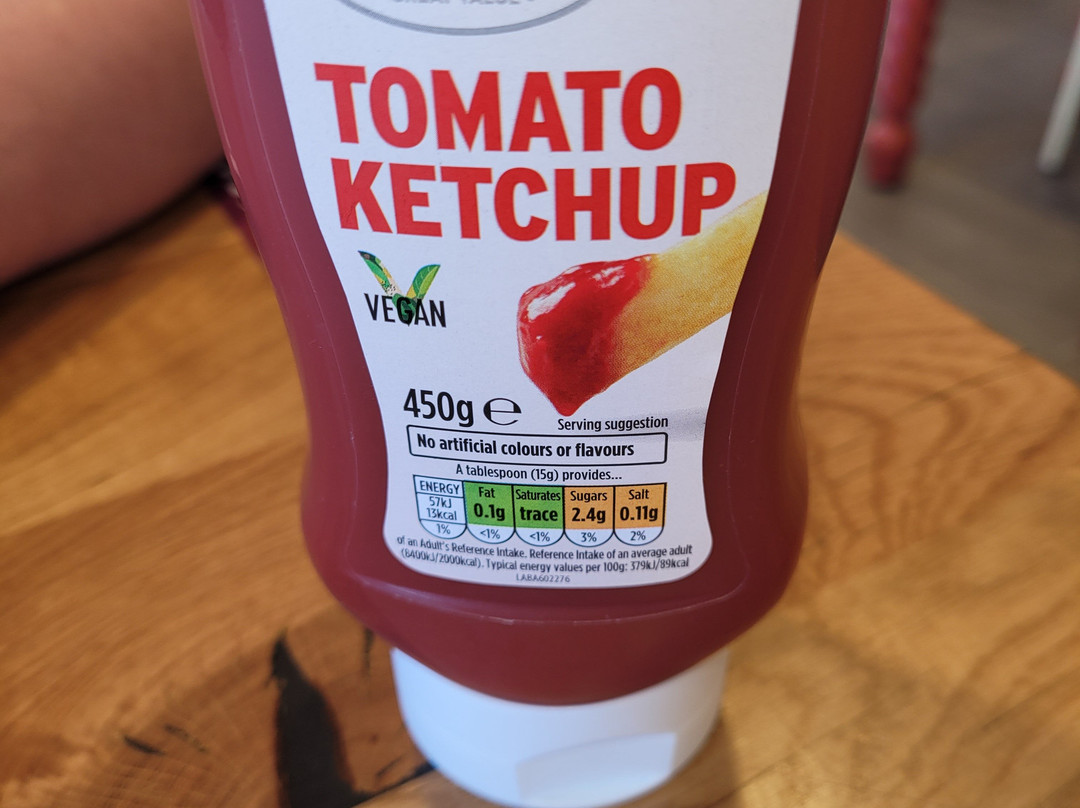 TOMATO
KETCHUP
VEGAN
450g ℮
Serving suggestion
No artificial colours or flavours
A tablespoon (15g) provides...
ENERGY Fat Saturates Sugars Salt
57kJ
13kcal 0.1g trace 2.4g 0.11g
1% <1% <1% 3% 2%
of an Adult's Reference Intake. Reference Intake of an average adult
(8400kJ/2000kcal). Typical energy values per 100g: 379kJ/89kcal
LABA602276